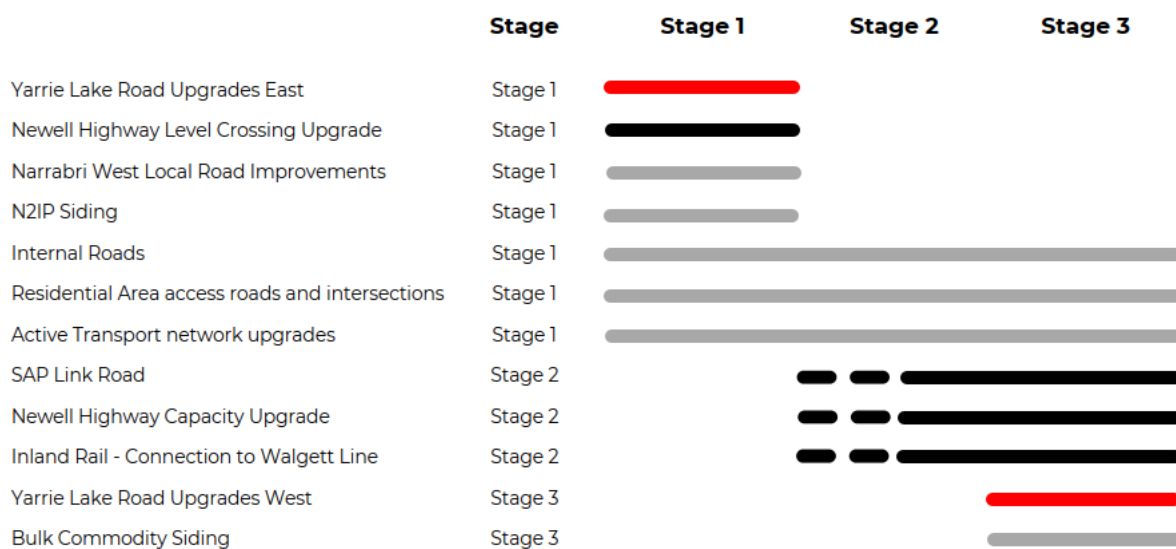 Stage Stage 1 Stage 2 Stage 3
Yarrie Lake Road Upgrades East Stage 1
Newell Highway Level Crossing Upgrade Stage 1
Narrabri West Local Road Improvements Stage 1
N2IP Siding Stage 1
Internal Roads Stage 1
Residential Area access roads and intersections Stage 1
Active Transport network upgrades Stage 1
SAP Link Road Stage 2
Newell Highway Capacity Upgrade Stage 2
Inland Rail - Connection to Walgett Line Stage 2
Yarrie Lake Road Upgrades West Stage 3
Bulk Commodity Siding Stage 3